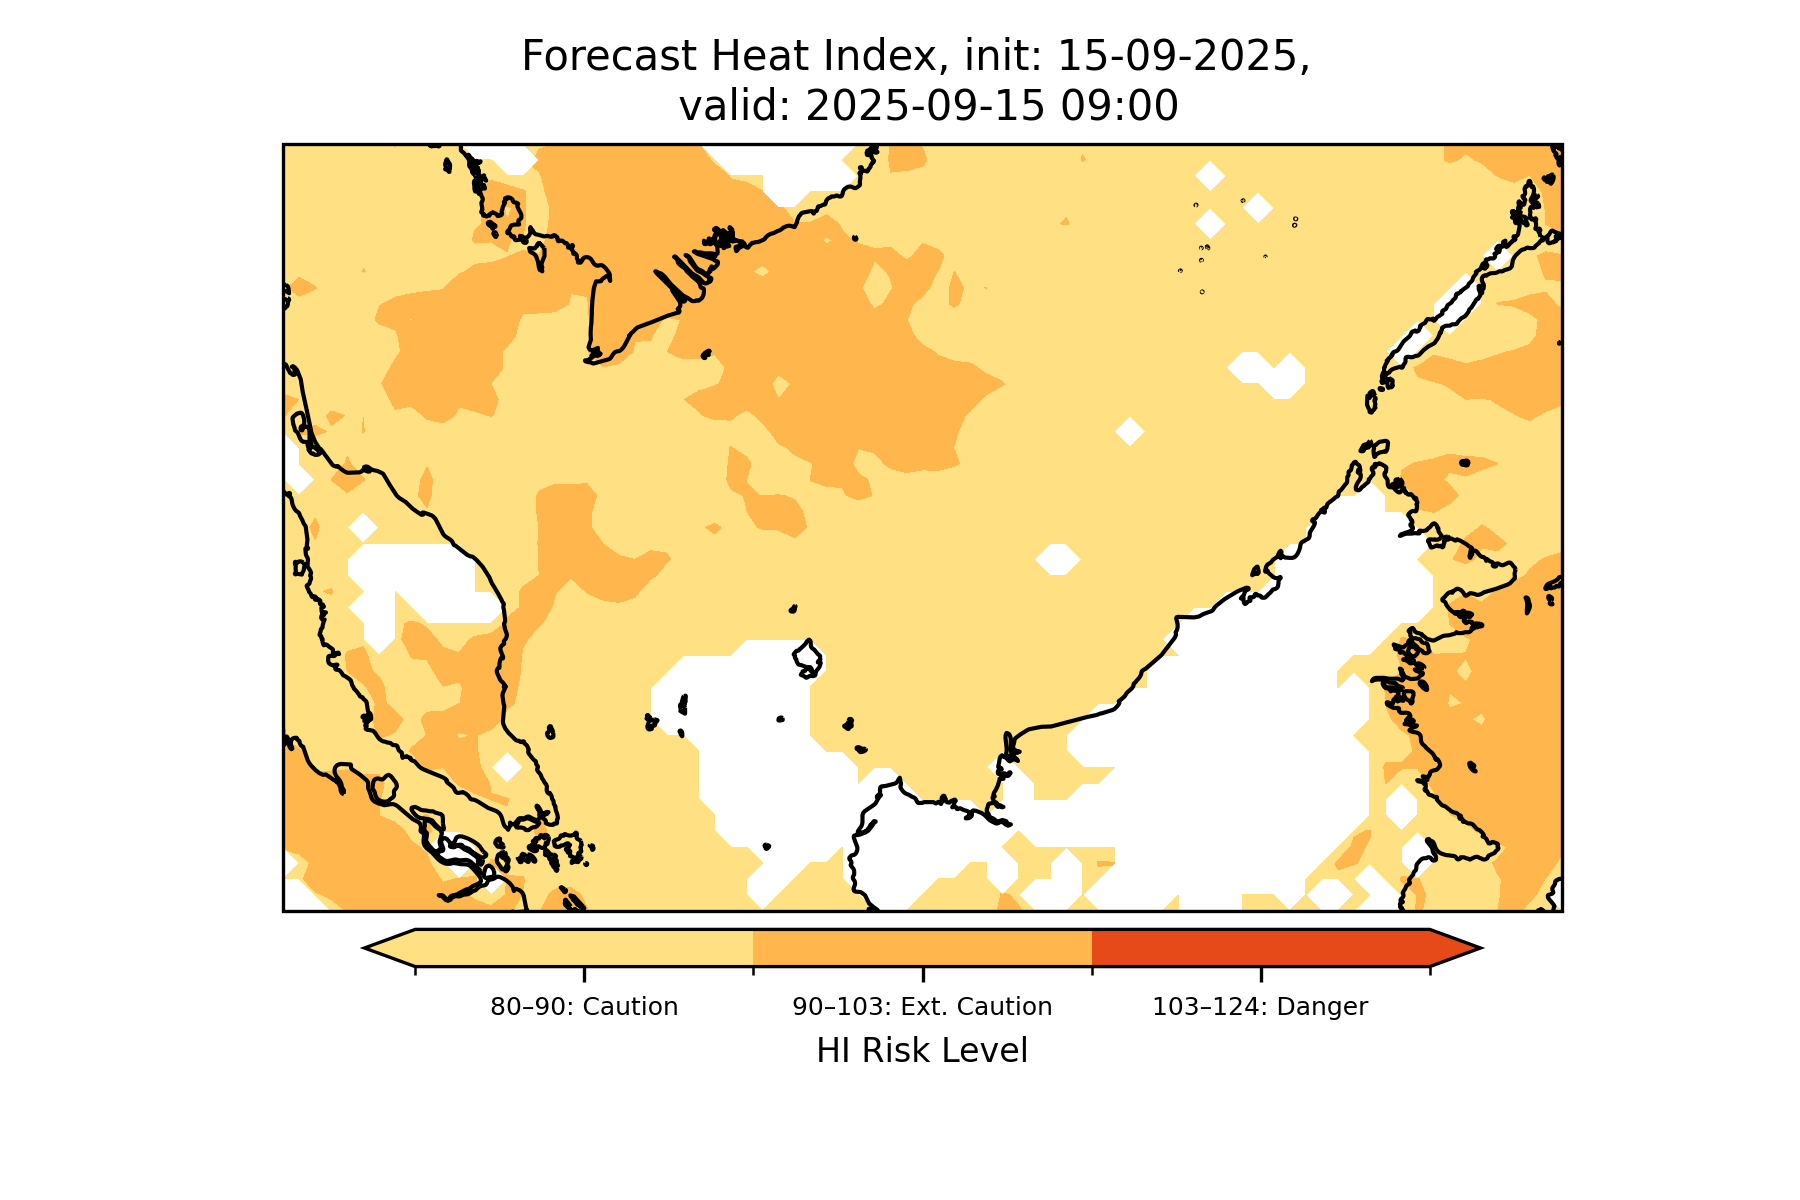 Forecast Heat Index, init: 15-09-2025,
valid: 2025-09-15 09:00
80–90: Caution
90–103: Ext. Caution
103–124: Danger
HI Risk Level